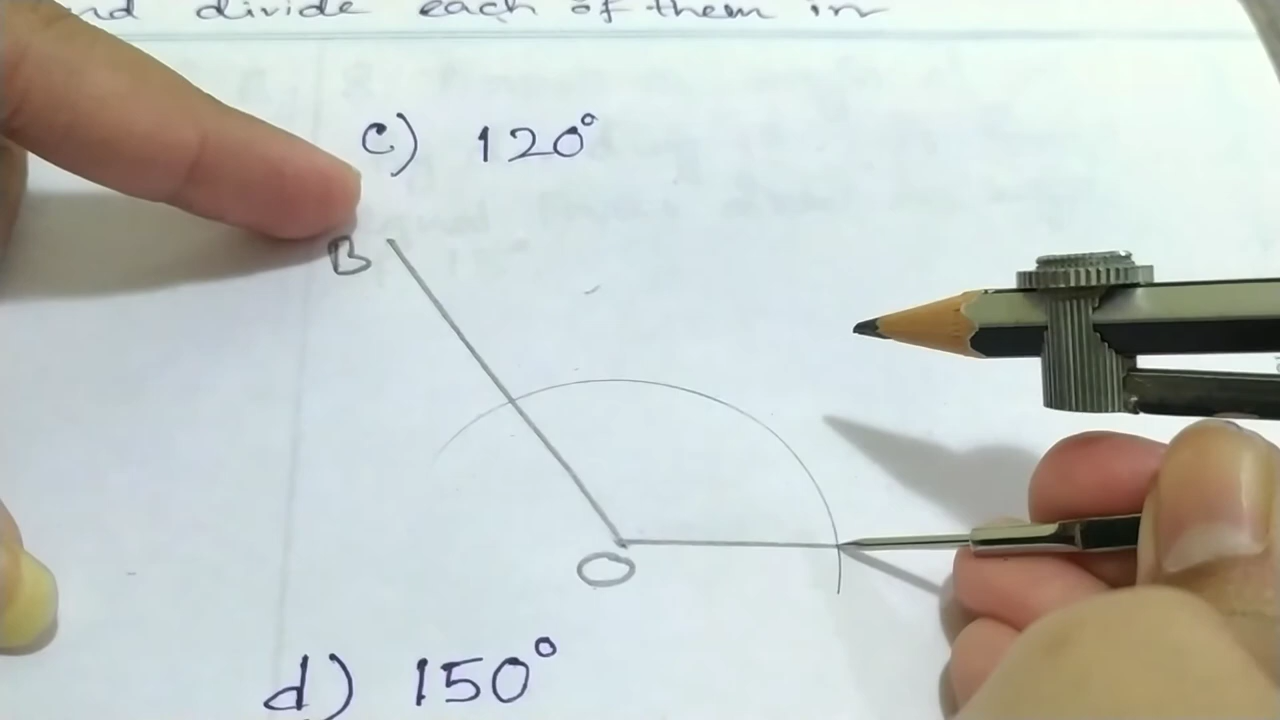 divide each of them in
c) 120°
B
O
d) 150°